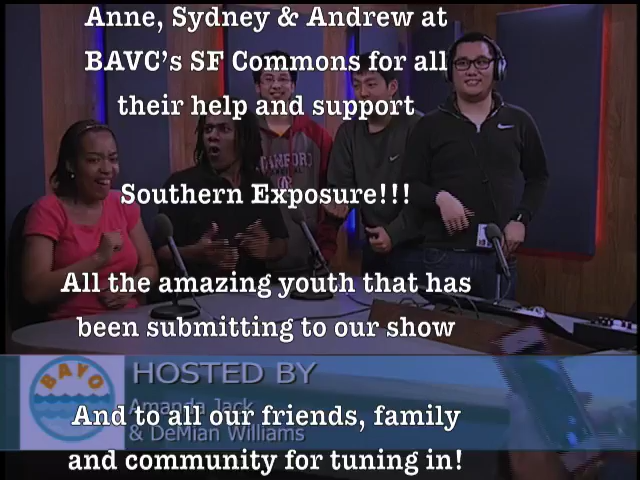 Anne, Sydney & Andrew at
BAVC's SF Commons for all
their help and support
STANFORD
Southern Exposure!!!
All the amazing youth that has
been submitting to our show
BAYO
HOSTED BY
Amanda Jack
& DeMian Williams
And to all our friends, family
and community for tuning in!